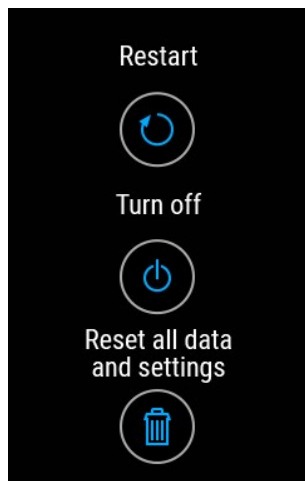 Restart
Turn off
Reset all data
and settings